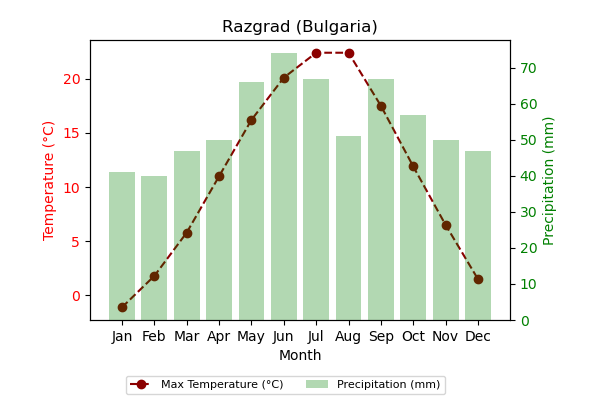 Razgrad (Bulgaria)
Temperature (°C)
20
15
10
5
0
70
60
50
40
30
20
10
0
Precipitation (mm)
Jan Feb Mar Apr May Jun Jul Aug Sep Oct Nov Dec
Month
Max Temperature (°C) Precipitation (mm)